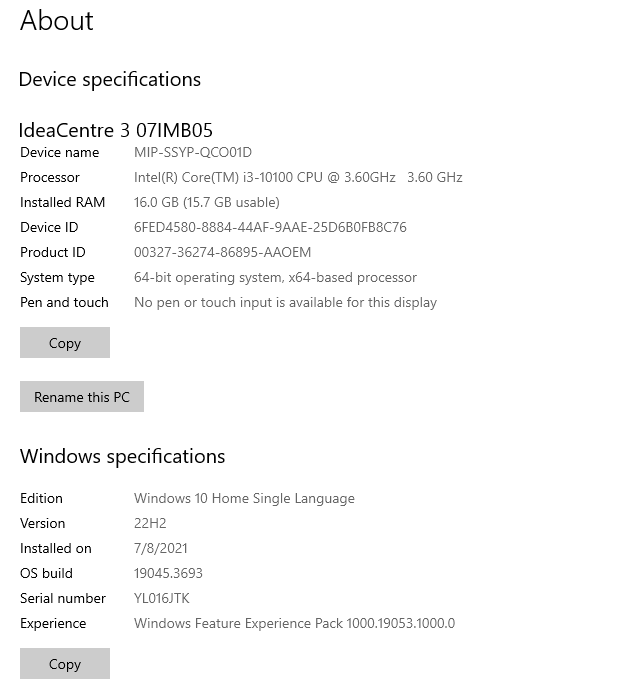 About
Device specifications
IdeaCentre 3 07IMB05
Device name MIP-SSYP-QCO01D
Processor Intel(R) Core(TM) i3-10100 CPU @ 3.60GHz 3.60 GHz
Installed RAM 16.0 GB (15.7 GB usable)
Device ID 6FED4580-8884-44AF-9AAE-25D6B0FB8C76
Product ID 00327-36274-86895-AAOEM
System type 64-bit operating system, x64-based processor
Pen and touch No pen or touch input is available for this display
Copy
Rename this PC
Windows specifications
Edition Windows 10 Home Single Language
Version 22H2
Installed on 7/8/2021
OS build 19045.3693
Serial number YL016JTK
Experience Windows Feature Experience Pack 1000.19053.1000.0
Copy